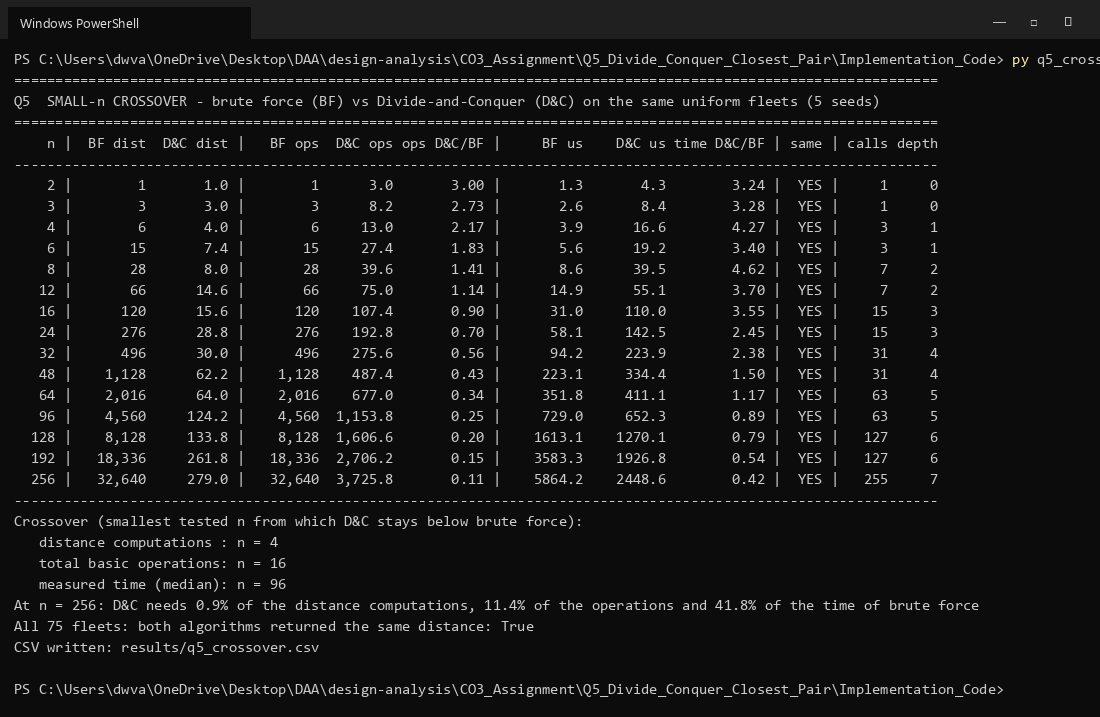 Windows PowerShell
PS C:\Users\dwva\OneDrive\Desktop\DAA\design-analysis\CO3_Assignment\Q5_Divide_Conquer_Closest_Pair\Implementation_Code> py q5_cros
===============================================================================================================
Q5  SMALL-n CROSSOVER - brute force (BF) vs Divide-and-Conquer (D&C) on the same uniform fleets (5 seeds)
===============================================================================================================
    n |  BF dist  D&C dist |   BF ops  D&C ops ops D&C/BF |     BF us    D&C us time D&C/BF | same | calls depth
---------------------------------------------------------------------------------------------------------------
    2 |        1       1.0 |        1      3.0       3.00 |       1.3       4.3        3.24 |  YES |     1     0
    3 |        3       3.0 |        3      8.2       2.73 |       2.6       8.4        3.28 |  YES |     1     0
    4 |        6       4.0 |        6     13.0       2.17 |       3.9      16.6        4.27 |  YES |     3     1
    6 |       15       7.4 |       15     27.4       1.83 |       5.6      19.2        3.40 |  YES |     3     1
    8 |       28       8.0 |       28     39.6       1.41 |       8.6      39.5        4.62 |  YES |     7     2
   12 |       66      14.6 |       66     75.0       1.14 |      14.9      55.1        3.70 |  YES |     7     2
   16 |      120      15.6 |      120    107.4       0.90 |      31.0     110.0        3.55 |  YES |    15     3
   24 |      276      28.8 |      276    192.8       0.70 |      58.1     142.5        2.45 |  YES |    15     3
   32 |      496      30.0 |      496    275.6       0.56 |      94.2     223.9        2.38 |  YES |    31     4
   48 |    1,128      62.2 |    1,128    487.4       0.43 |     223.1     334.4        1.50 |  YES |    31     4
   64 |    2,016      64.0 |    2,016    677.0       0.34 |     351.8     411.1        1.17 |  YES |    63     5
   96 |    4,560     124.2 |    4,560  1,153.8       0.25 |     729.0     652.3        0.89 |  YES |    63     5
  128 |    8,128     133.8 |    8,128  1,606.6       0.20 |    1613.1    1270.1        0.79 |  YES |   127     6
  192 |   18,336     261.8 |   18,336  2,706.2       0.15 |    3583.3    1926.8        0.54 |  YES |   127     6
  256 |   32,640     279.0 |   32,640  3,725.8       0.11 |    5864.2    2448.6        0.42 |  YES |   255     7
---------------------------------------------------------------------------------------------------------------
Crossover (smallest tested n from which D&C stays below brute force):
   distance computations : n = 4
   total basic operations: n = 16
   measured time (median): n = 96
At n = 256: D&C needs 0.9% of the distance computations, 11.4% of the operations and 41.8% of the time of brute force
All 75 fleets: both algorithms returned the same distance: True
CSV written: results/q5_crossover.csv
PS C:\Users\dwva\OneDrive\Desktop\DAA\design-analysis\CO3_Assignment\Q5_Divide_Conquer_Closest_Pair\Implementation_Code>